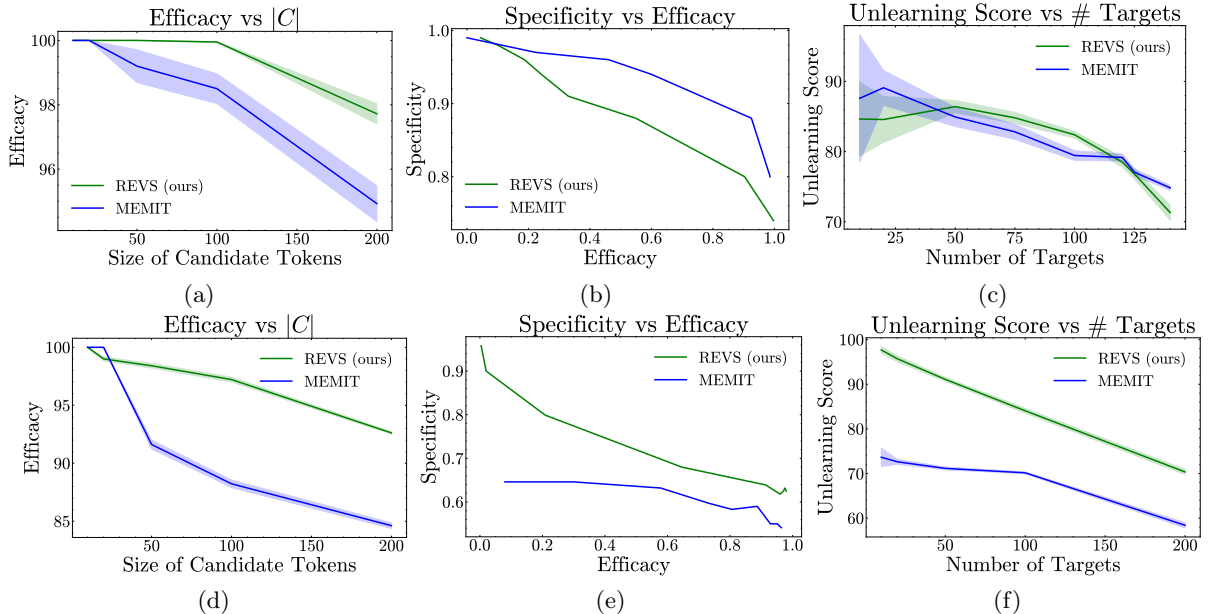 Efficacy vs |C|
Efficacy
100
98
96
REVS (ours)
MEMIT
50
100
150
200
Size of Candidate Tokens
(a)
Specificity vs Efficacy
Specificity
1.0
0.9
0.8
REVS (ours)
MEMIT
0.0
0.2
0.4
0.6
0.8
1.0
Efficacy
(b)
Unlearning Score vs # Targets
Unlearning Score
90
80
70
REVS (ours)
MEMIT
25
50
75
100
125
Number of Targets
(c)
Efficacy vs |C|
Efficacy
100
95
90
85
REVS (ours)
MEMIT
50
100
150
200
Size of Candidate Tokens
(d)
Specificity vs Efficacy
Specificity
0.9
0.8
0.7
0.6
REVS (ours)
MEMIT
0.0
0.2
0.4
0.6
0.8
1.0
Efficacy
(e)
Unlearning Score vs # Targets
Unlearning Score
100
90
80
70
60
REVS (ours)
MEMIT
50
100
150
200
Number of Targets
(f)